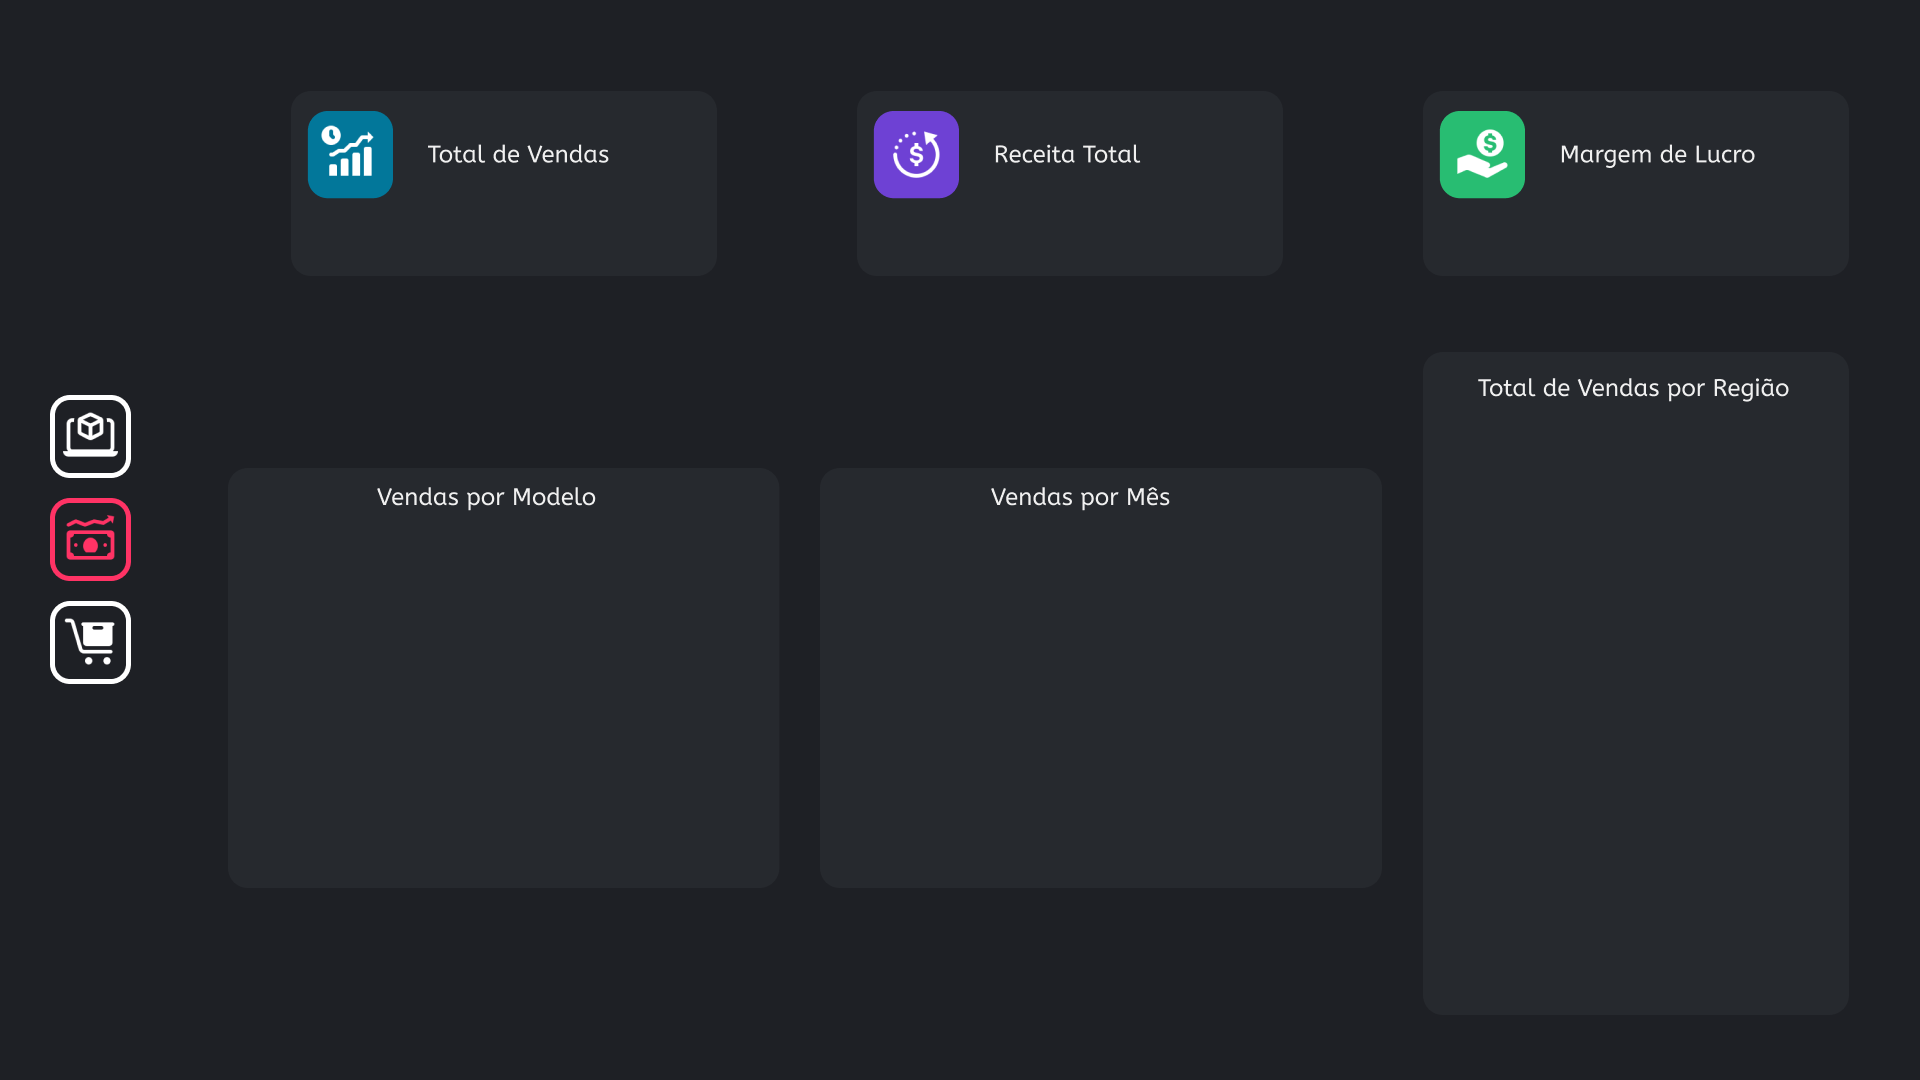 Total de Vendas
Receita Total
Margem de Lucro
Total de Vendas por Região
Vendas por Modelo
Vendas por Mês